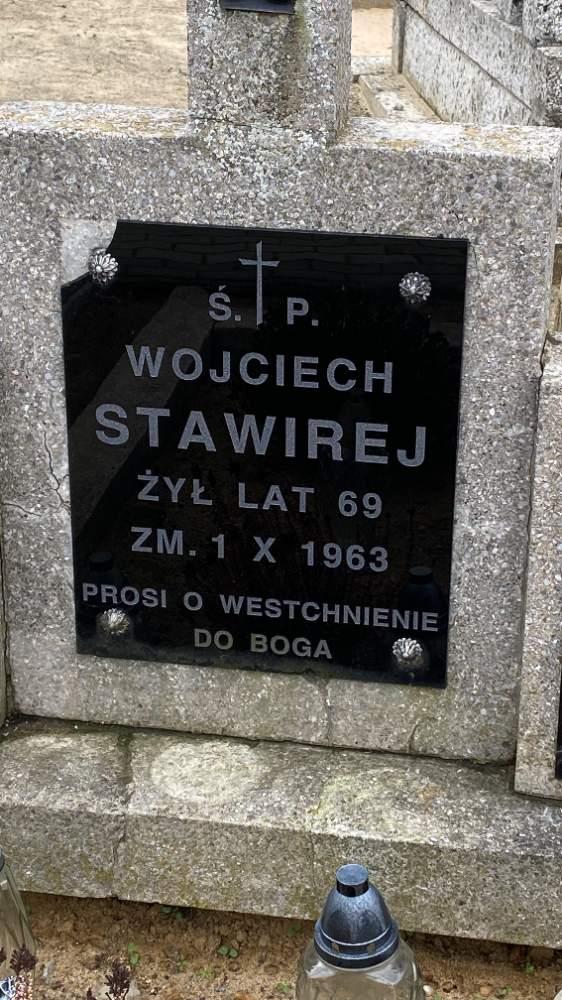 Ś. P.
WOJCIECH
STAWIREJ
ŻYŁ LAT 69
ZM. 1 X 1963
PROSI O WESTCHNIENIE
DO BOGA